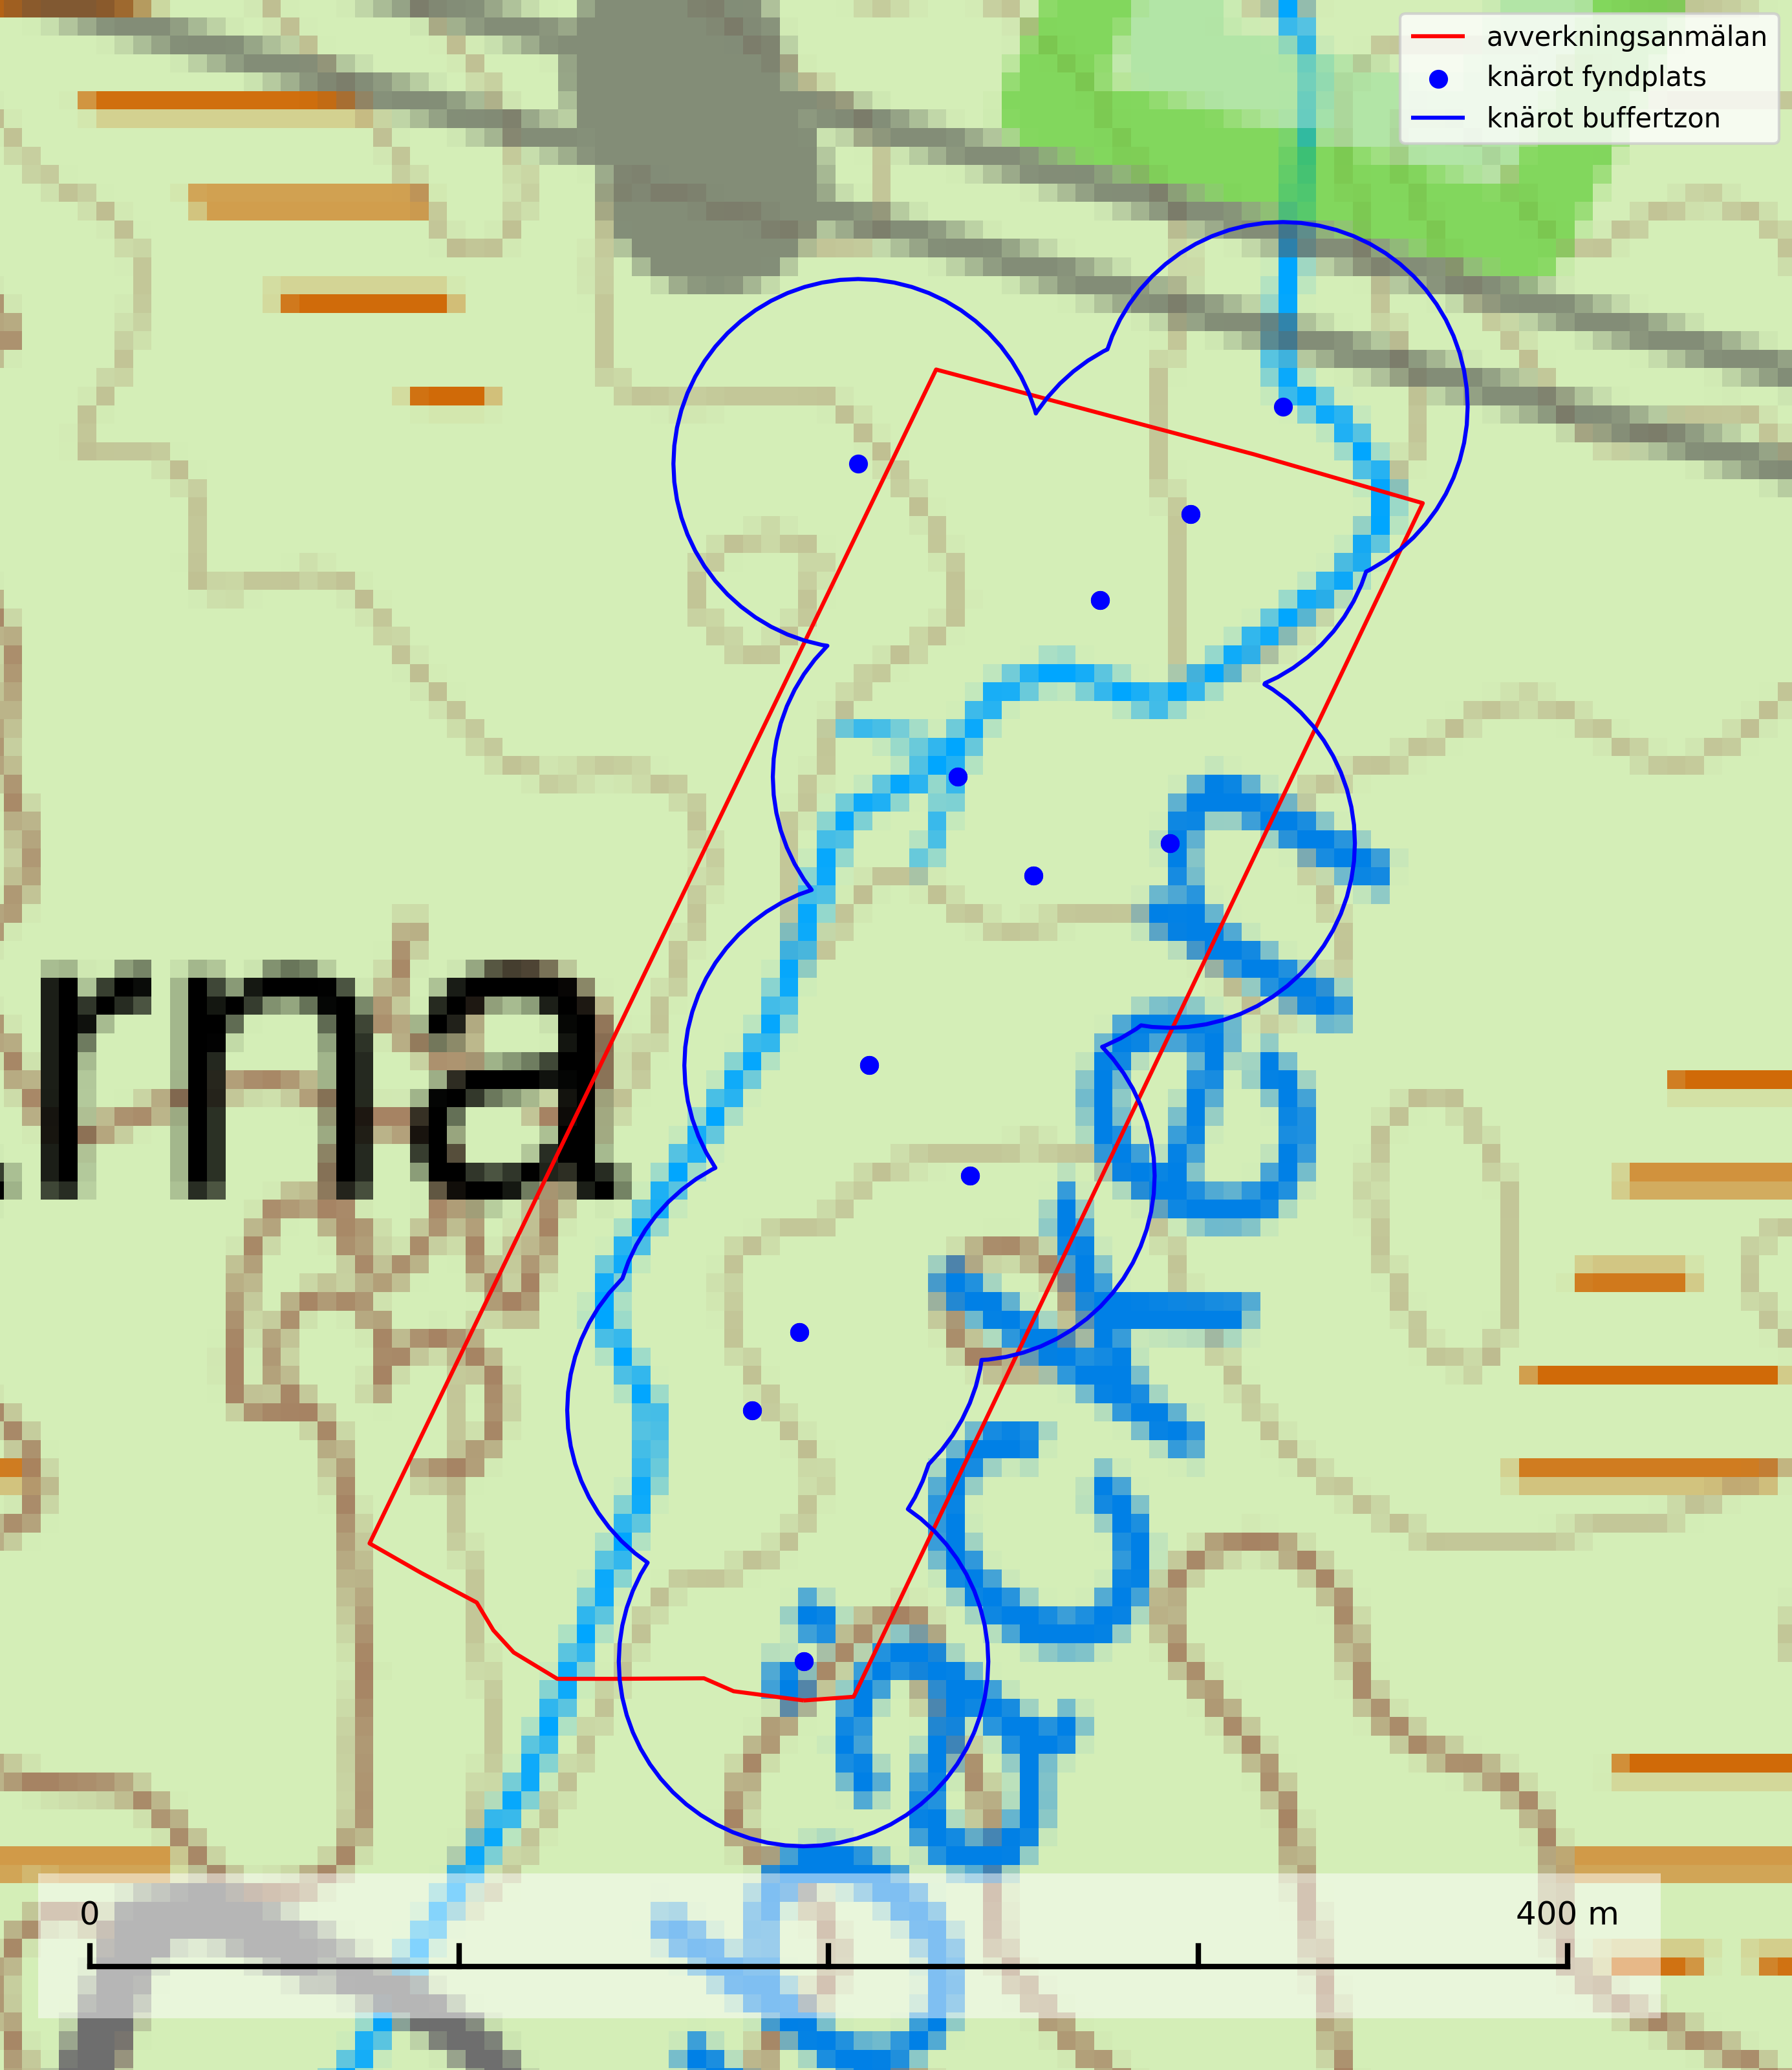 avverkningsanmälan
knärot fyndplats
knärot buffertzon
rna
0 400 m